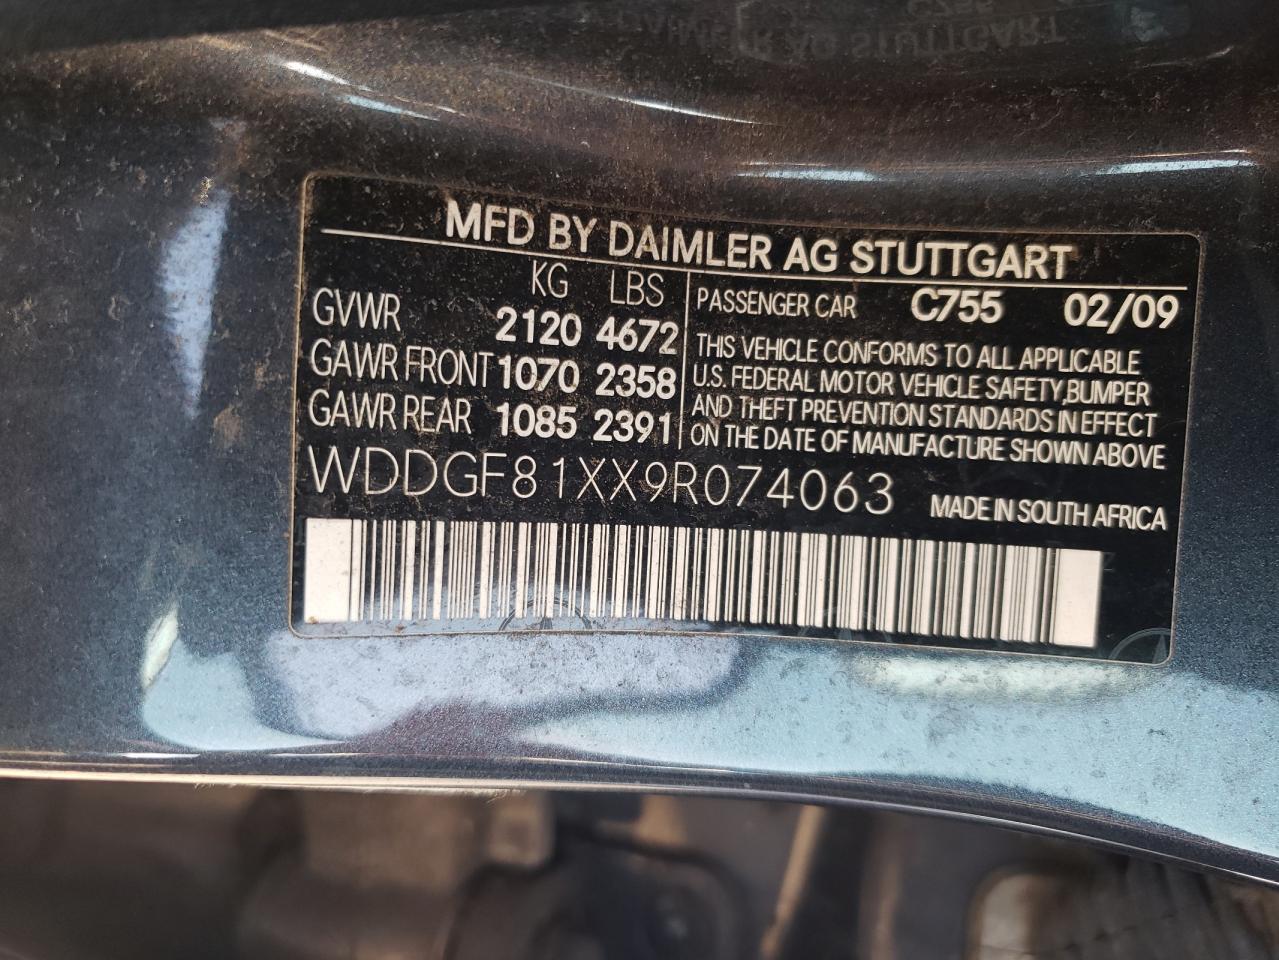 MFD BY DAIMLER AG STUTTGART
KG LBS
GVWR 2120 4672
GAWR FRONT 1070 2358
GAWR REAR 1085 2391
PASSENGER CAR C755 02/09
THIS VEHICLE CONFORMS TO ALL APPLICABLE
U.S. FEDERAL MOTOR VEHICLE SAFETY,BUMPER
AND THEFT PREVENTION STANDARDS IN EFFECT
ON THE DATE OF MANUFACTURE SHOWN ABOVE
WDDGF81XX9R074063
MADE IN SOUTH AFRICA